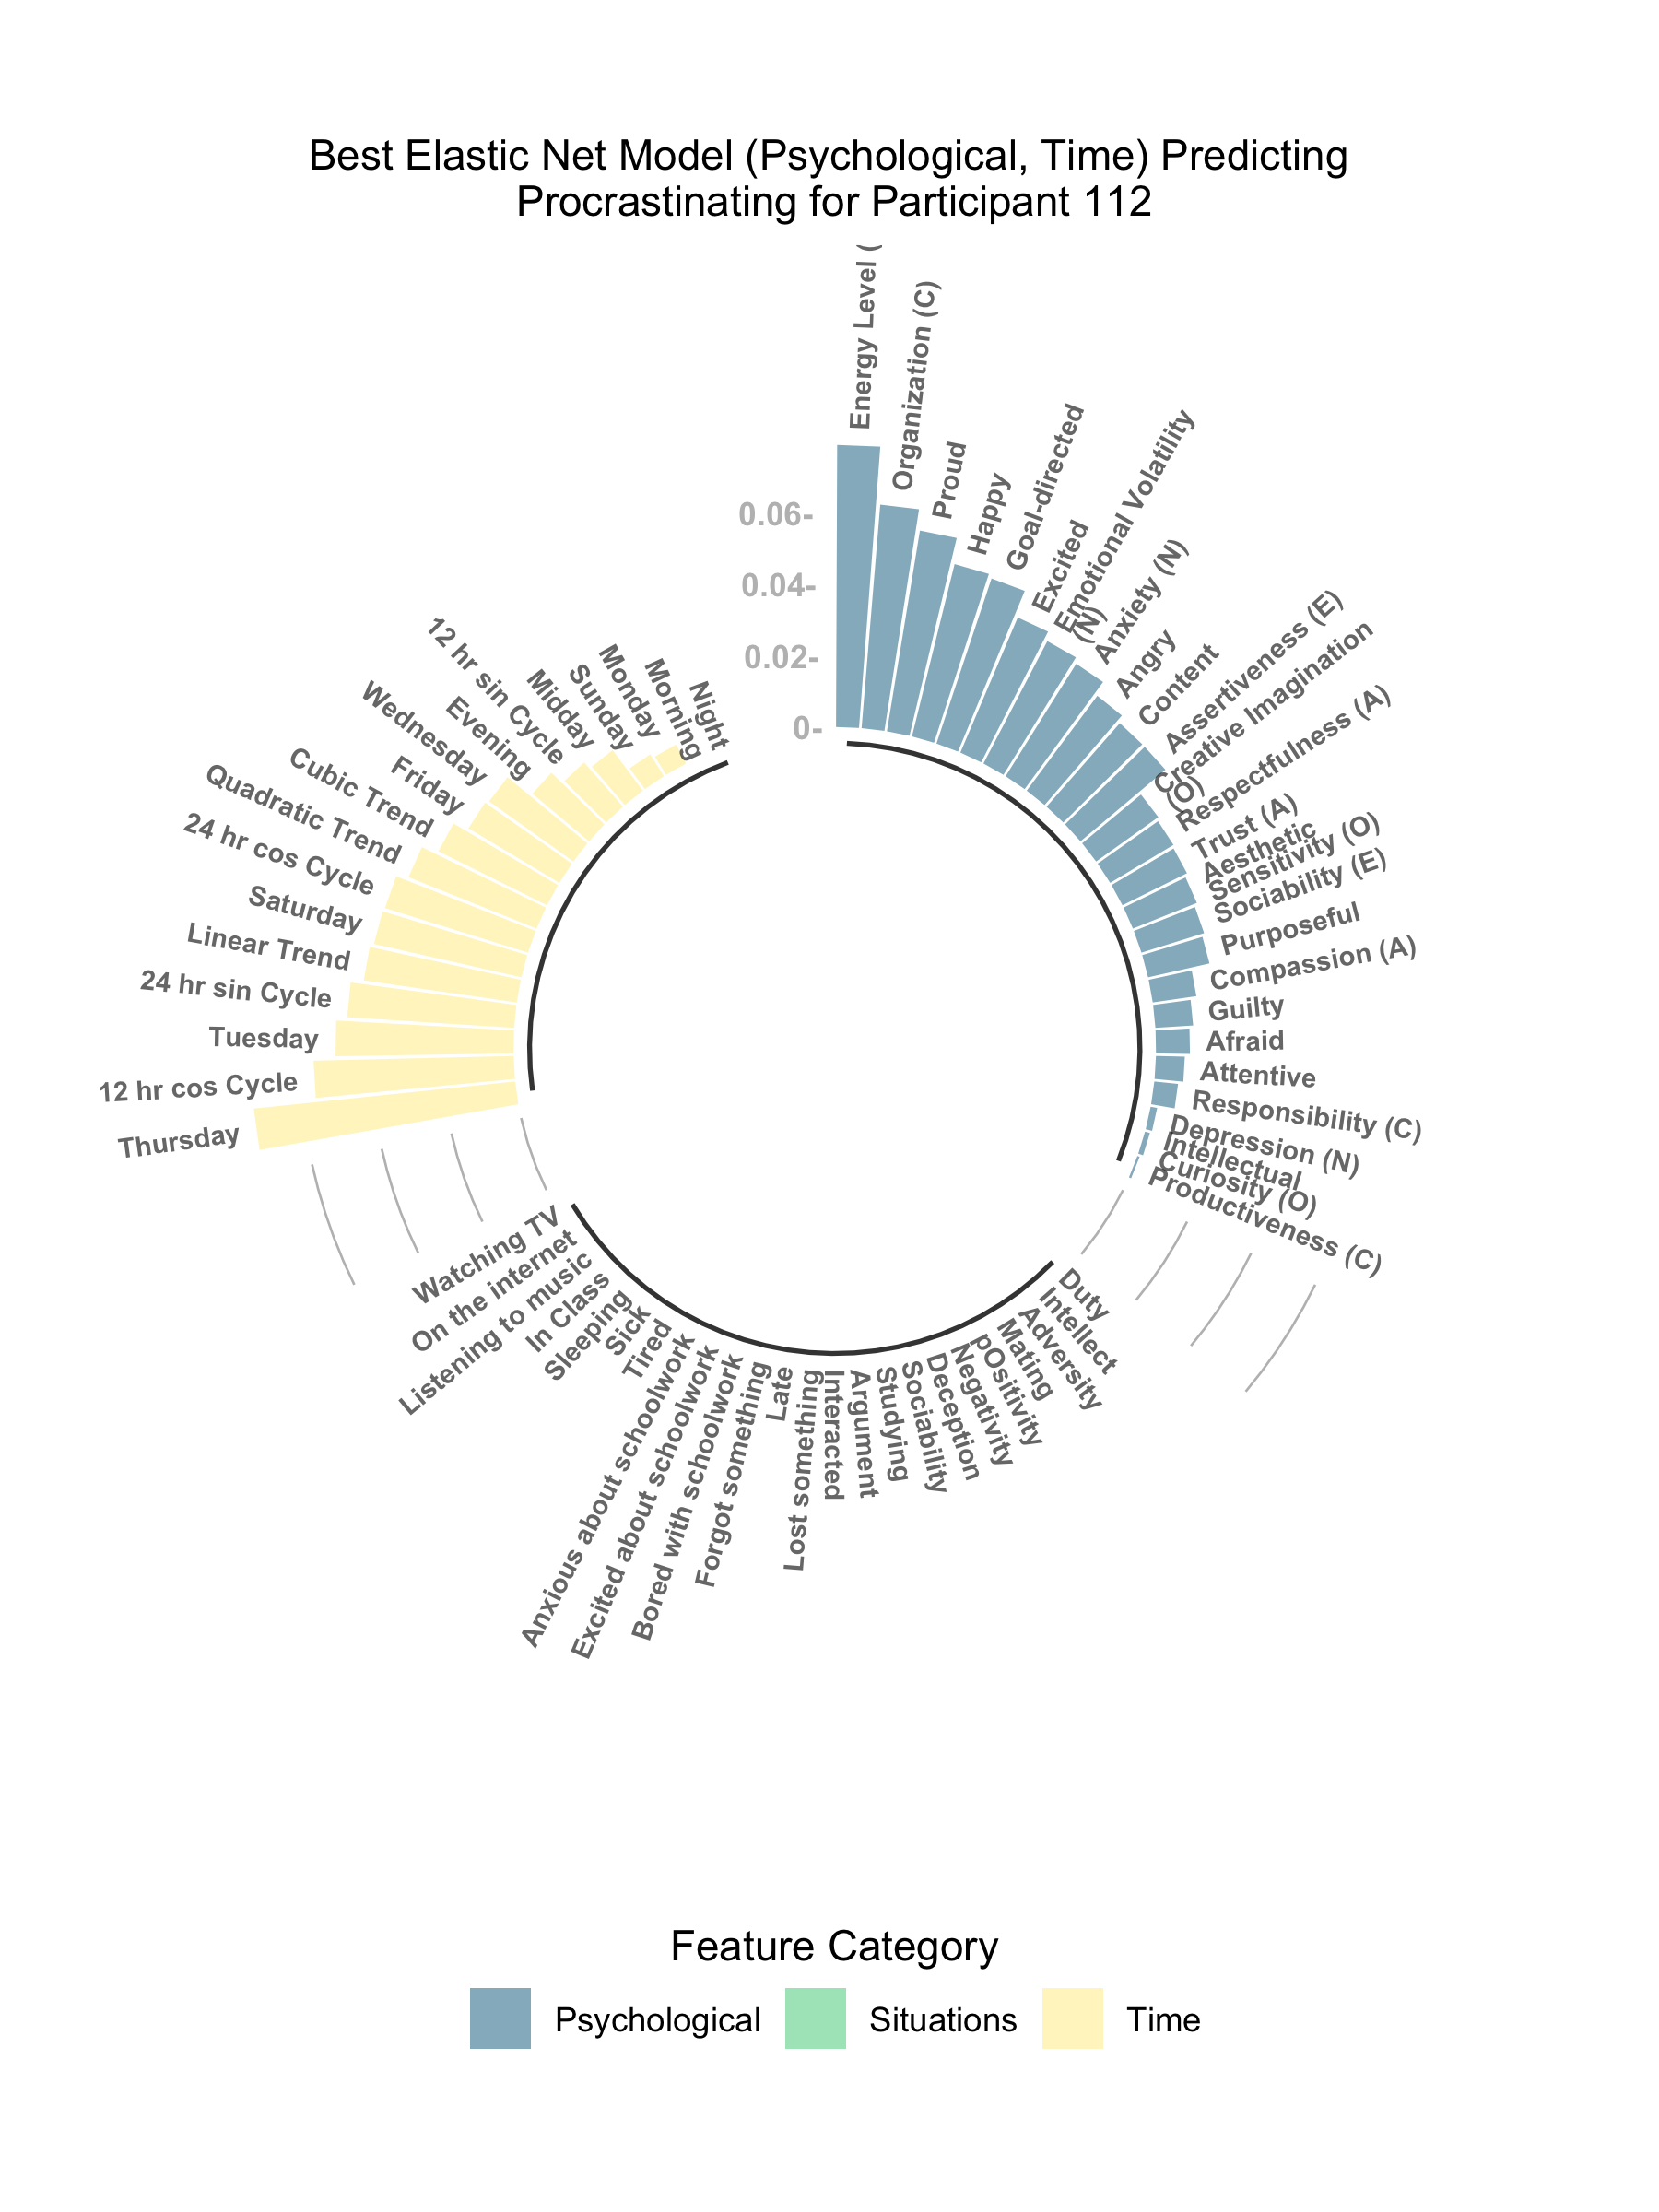 Best Elastic Net Model (Psychological, Time) Predicting
Procrastinating for Participant 112
0.06-
0.04-
0.02-
0-
Energy Level (
Organization (C)
Proud
Happy
Goal-directed
Excited
Emotional Volatility
(N)
Anxiety (N)
Angry
Content
Assertiveness (E)
Creative Imagination
(O)
Respectfulness (A)
Trust (A)
Aesthetic
Sensitivity (O)
Sociability (E)
Purposeful
Compassion (A)
Guilty
Afraid
Attentive
Responsibility (C)
Depression (N)
Intellectual
Curiosity (O)
Productiveness (C)
Duty
Intellect
Adversity
Mating
pOsitivity
Negativity
Deception
Sociability
Studying
Argument
Interacted
Lost something
Late
Forgot something
Bored with schoolwork
Excited about schoolwork
Anxious about schoolwork
Tired
Sick
Sleeping
In Class
Listening to music
On the internet
Watching TV
Thursday
12 hr cos Cycle
Tuesday
24 hr sin Cycle
Linear Trend
Saturday
24 hr cos Cycle
Quadratic Trend
Cubic Trend
Friday
Wednesday
Evening
12 hr sin Cycle
Midday
Sunday
Monday
Morning
Night
Feature Category
Psychological
Situations
Time